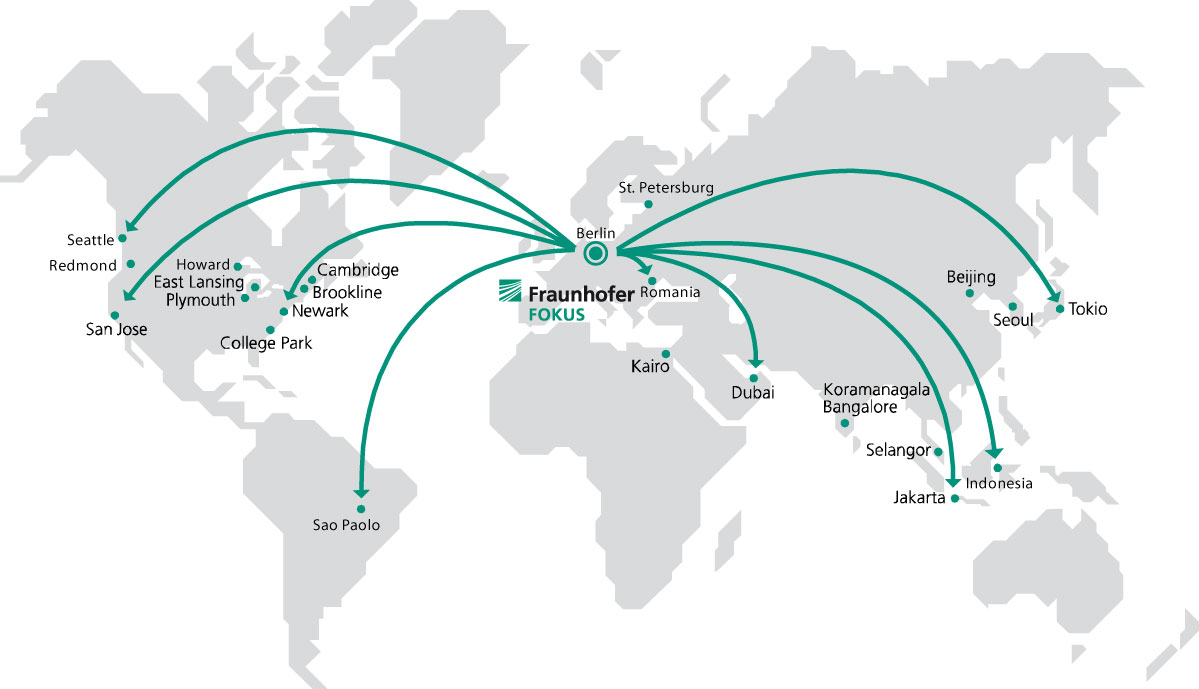 St. Petersburg
Berlin
Seattle
Redmond
Howard
East Lansing
Plymouth
Cambridge
Brookline
Newark
San Jose
College Park
Fraunhofer
FOKUS
Romania
Beijing
Seoul
Tokio
Kairo
Dubai
Koramanagala
Bangalore
Selangor
Indonesia
Jakarta
Sao Paolo